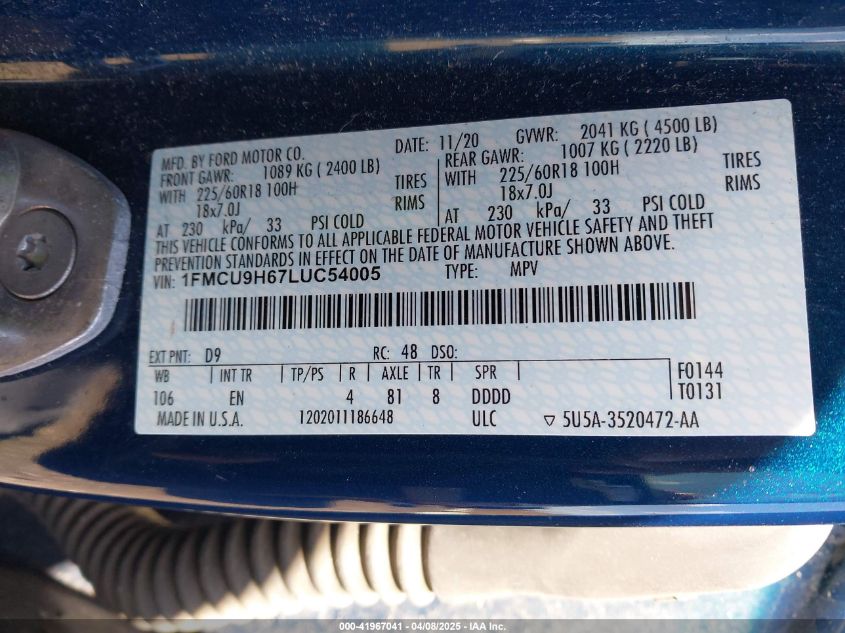 MFD. BY FORD MOTOR CO. DATE: 11/20 GVWR: 2041 KG ( 4500 LB)
FRONT GAWR: 1089 KG ( 2400 LB) REAR GAWR: 1007 KG ( 2220 LB)
WITH 225/60R18 100H TIRES WITH 225/60R18 100H TIRES
18x7.0J RIMS 18x7.0J RIMS
AT 230 kPa/ 33 PSI COLD AT 230 kPa/ 33 PSI COLD
THIS VEHICLE CONFORMS TO ALL APPLICABLE FEDERAL MOTOR VEHICLE SAFETY AND THEFT
PREVENTION STANDARDS IN EFFECT ON THE DATE OF MANUFACTURE SHOWN ABOVE.
VIN: 1FMCU9H67LUC54005 TYPE: MPV
EXT PNT: D9 RC: 48 DSO:
WB INT TR TP/PS R AXLE TR SPR F0144
106 EN 4 81 8 DDDD T0131
MADE IN U.S.A. 1202011186648 ULC ▽ 5U5A-3520472-AA
000-41967041 - 04/08/2025 - IAA Inc.